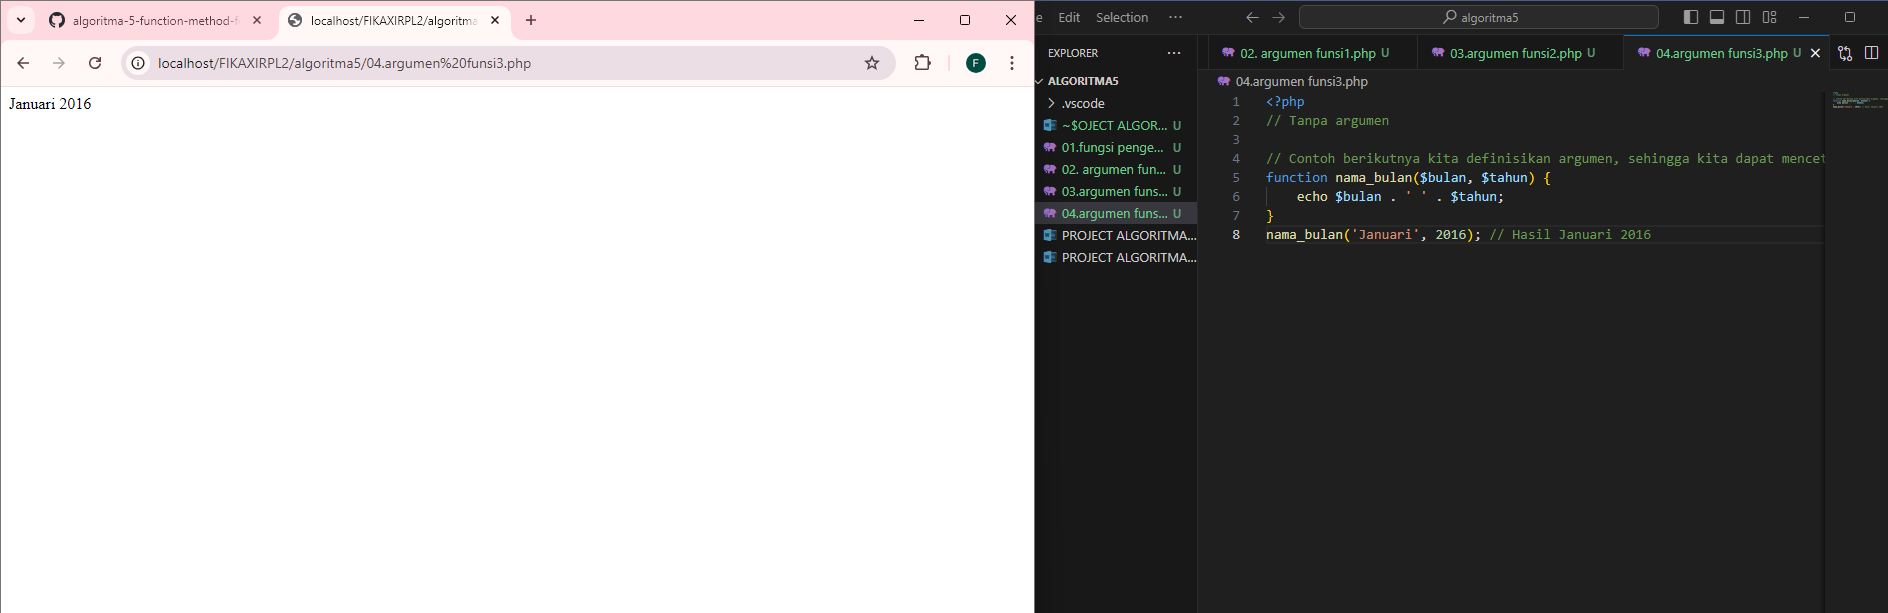 algoritma-5-function-method-f
localhost/FIKAXIRPL2/algoritma
localhost/FIKAXIRPL2/algoritma5/04.argumen%20funsi3.php
F
Januari 2016
e Edit Selection ···
algoritma5
EXPLORER ···
ALGORITMA5
.vscode
~$OJECT ALGOR... U
01.fungsi penge... U
02. argumen fun... U
03.argumen funs... U
04.argumen funs... U
PROJECT ALGORITMA...
PROJECT ALGORITMA...
02. argumen funsi1.php U
03.argumen funsi2.php U
04.argumen funsi3.php U
04.argumen funsi3.php
1 <?php
2 // Tanpa argumen
3
4 // Contoh berikutnya kita definisikan argumen, sehingga kita dapat mencet
5 function nama_bulan($bulan, $tahun) {
6 echo $bulan . ' ' . $tahun;
7 }
8 nama_bulan('Januari', 2016); // Hasil Januari 2016